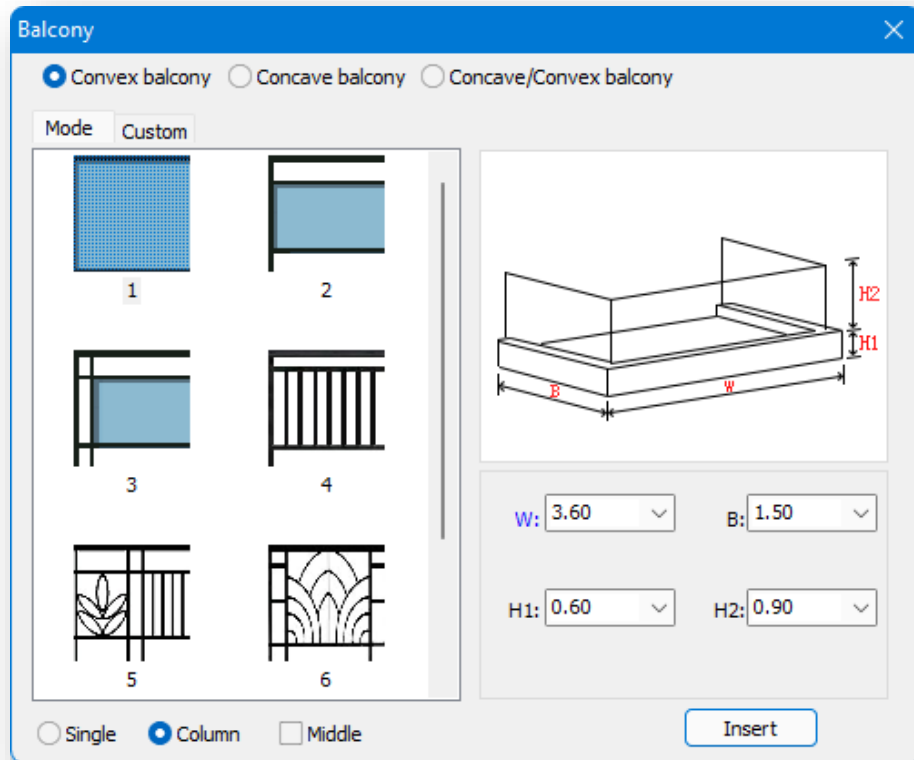 Balcony
Convex balcony Concave balcony Concave/Convex balcony
Mode Custom
1 2
3 4
5 6
H2
H1
B W
W: 3.60 B: 1.50
H1: 0.60 H2: 0.90
Single Column Middle
Insert